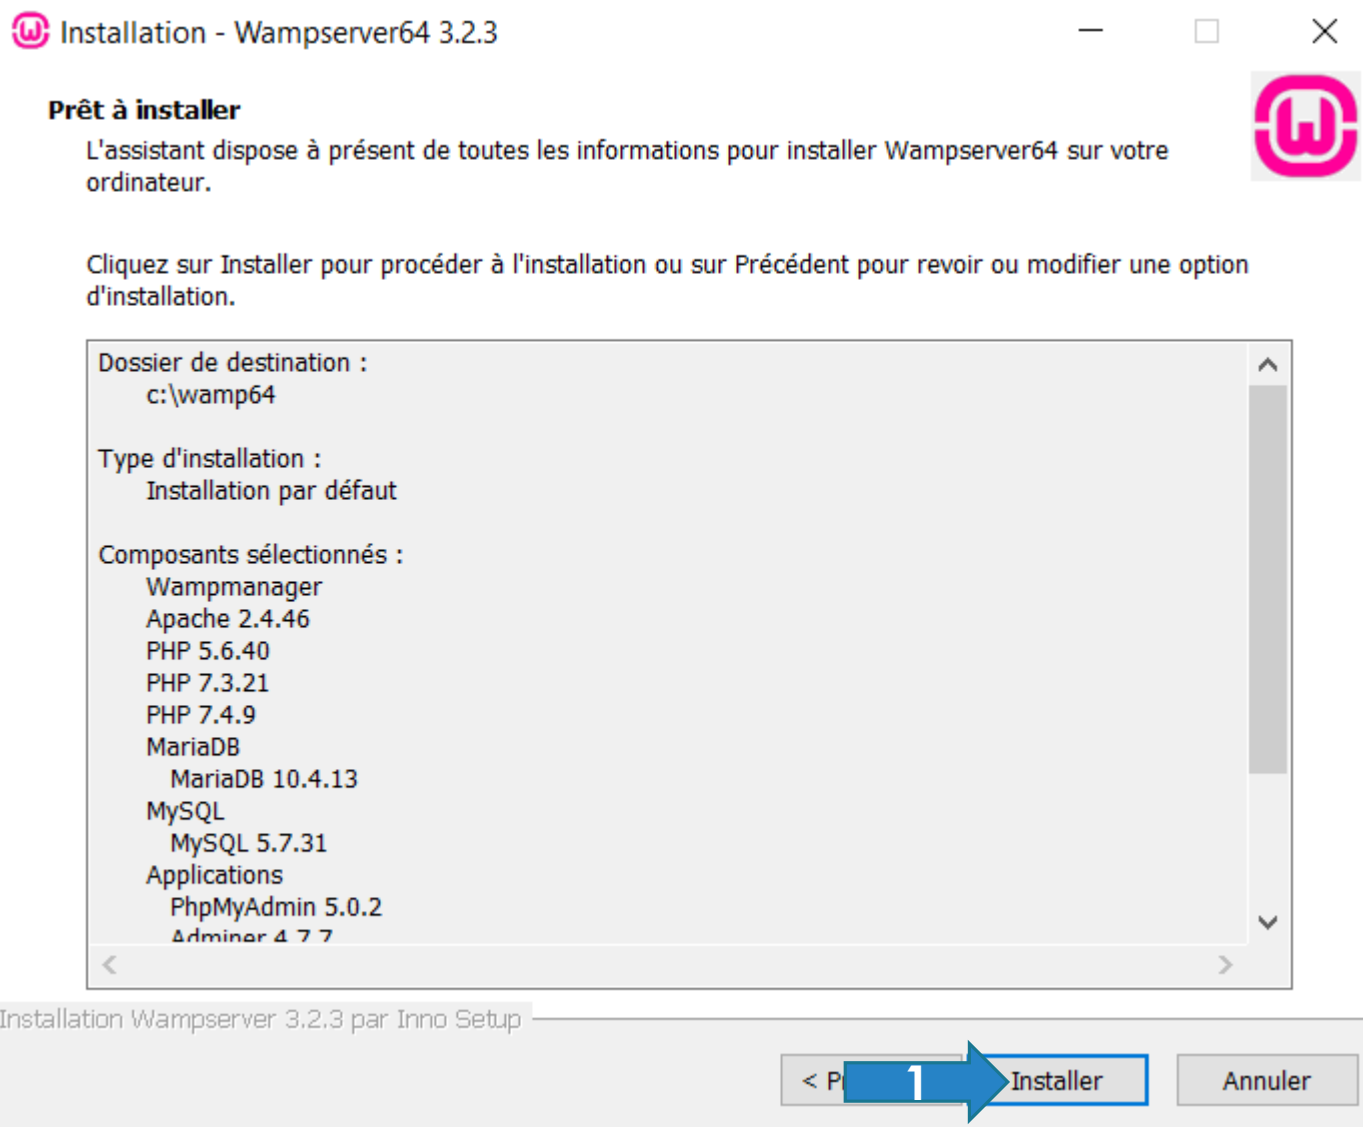 Installation - Wampserver64 3.2.3
Prêt à installer
L'assistant dispose à présent de toutes les informations pour installer Wampserver64 sur votre
ordinateur.
Cliquez sur Installer pour procéder à l'installation ou sur Précédent pour revoir ou modifier une option
d'installation.
Dossier de destination :
c:\wamp64
Type d'installation :
Installation par défaut
Composants sélectionnés :
Wampmanager
Apache 2.4.46
PHP 5.6.40
PHP 7.3.21
PHP 7.4.9
MariaDB
MariaDB 10.4.13
MySQL
MySQL 5.7.31
Applications
PhpMyAdmin 5.0.2
Adminer 4.7.7
Installation Wampserver 3.2.3 par Inno Setup
< P 1 Installer Annuler